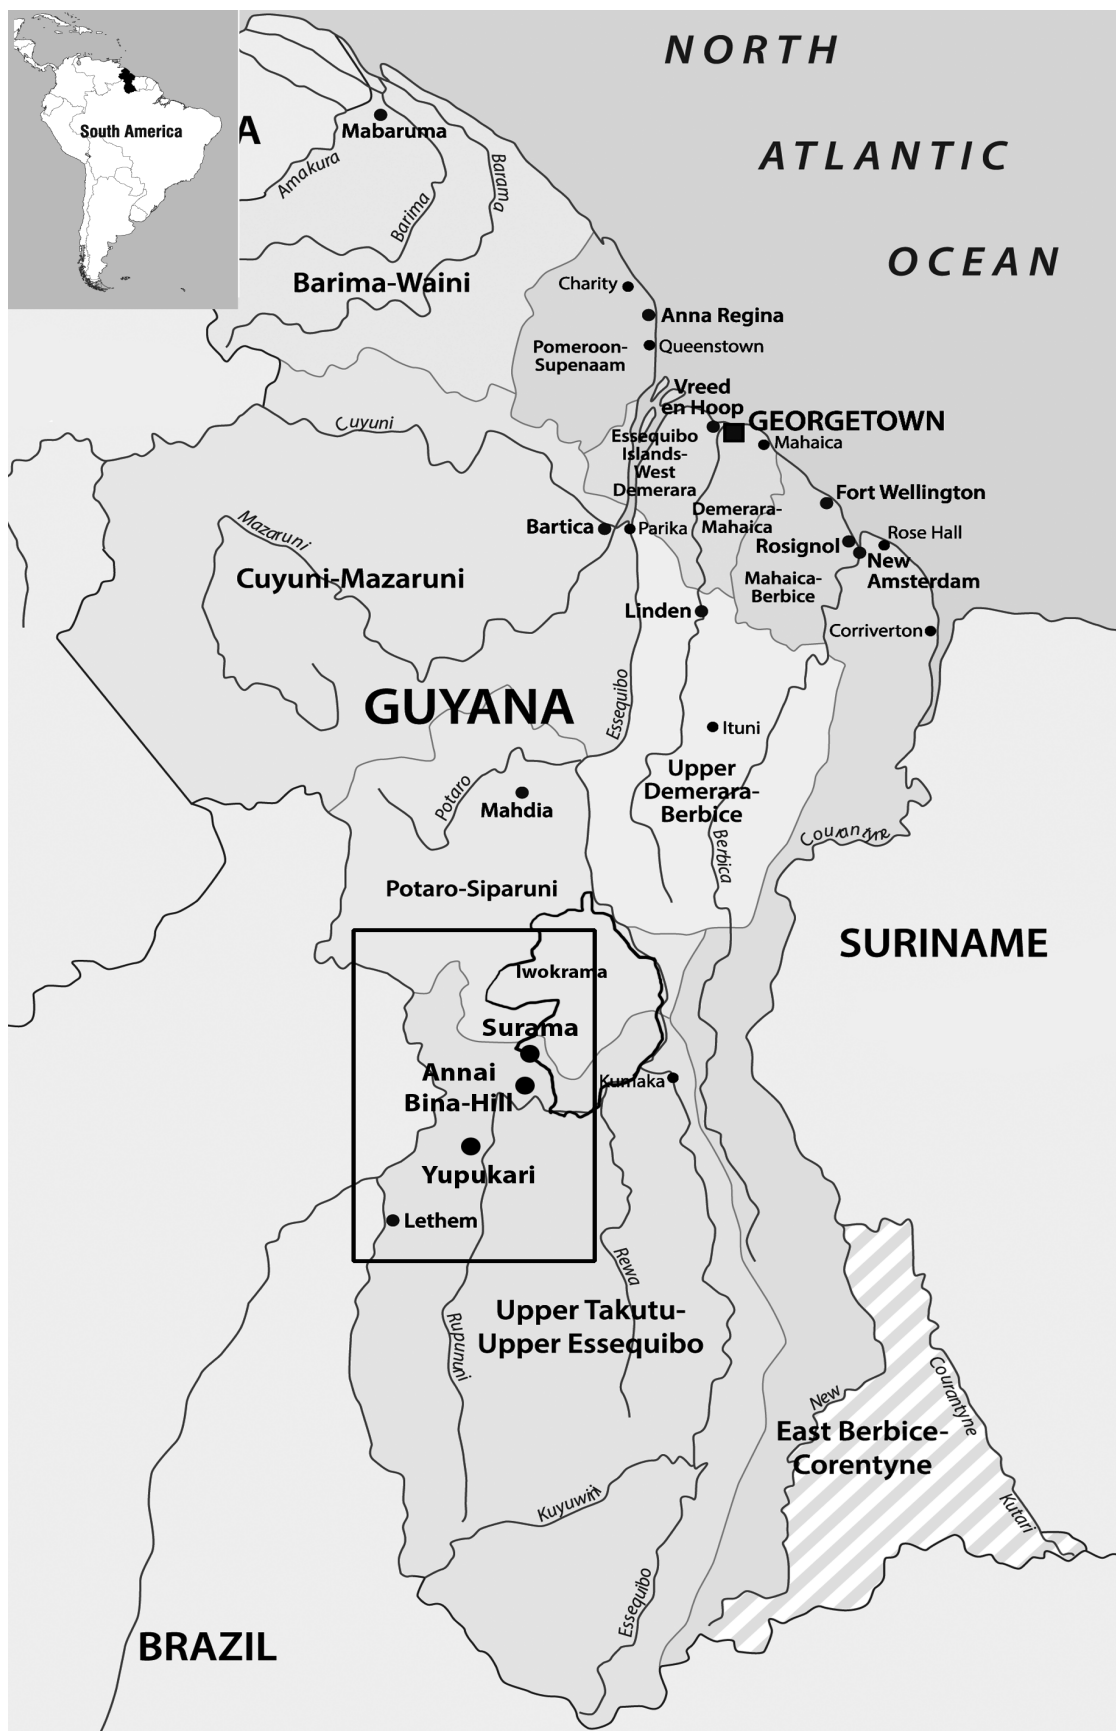 NORTH
ATLANTIC
OCEAN
South America
A
Mabaruma
Amakura
Barima
Barama
Barima-Waini
Charity
Anna Regina
Queenstown
Pomeroon-
Supenaam
Vreed
en Hoop
GEORGETOWN
Mahaica
Essequibo
Islands-
West
Demerara
Cuyuni
Fort Wellington
Demerara-
Mahaica
Bartica
Parika
Rose Hall
Rosignol
New
Amsterdam
Mazaruni
Cuyuni-Mazaruni
Mahaica-
Berbice
Linden
Corriverton
GUYANA
Essequibo
Ituni
Upper
Demerara-
Berbice
Potaro
Mahdia
Berbica
Potaro-Siparuni
SURINAME
Iwokrama
Surama
Annai
Bina-Hill
Kumaka
Yupukari
Lethem
Rewa
Upper Takutu-
Upper Essequibo
Rupununi
New
Courantyne
East Berbice-
Corentyne
Kuyuwini
Kutari
Essequibo
BRAZIL